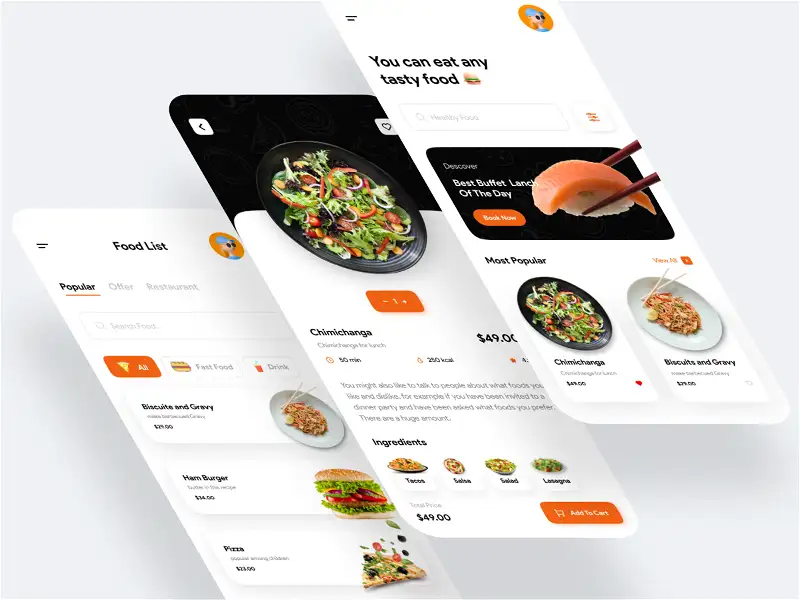 You can eat any
tasty food
Healthy Food
Descover
Best Buffet Lanch
Of The Day
Book Now
Most Popular
View All
Chimichanga
Chimichanga for lunch
$49.00
Biscuits and Gravy
make barbecued Gravy
$29.00
− 1 +
Chimichanga
$49.00
Chimichanga for lunch
50 min
250 kcal
4.
You might also like to talk to people about what foods you
like and dislike. for example if you have been invited to a
dinner party and have been asked what foods you prefer.
There are a huge amount.
Ingredients
Tacos
Salsa
Salad
Lasagna
Total Price
$49.00
Add To Cart
Food List
Popular
Offer
Restaurant
Search Food..
All
Fast Food
Drink
Biscuits and Gravy
make barbecued Gravy
$29.00
Ham Burger
butter in this recipe
$34.00
Pizza
popular among children
$23.00